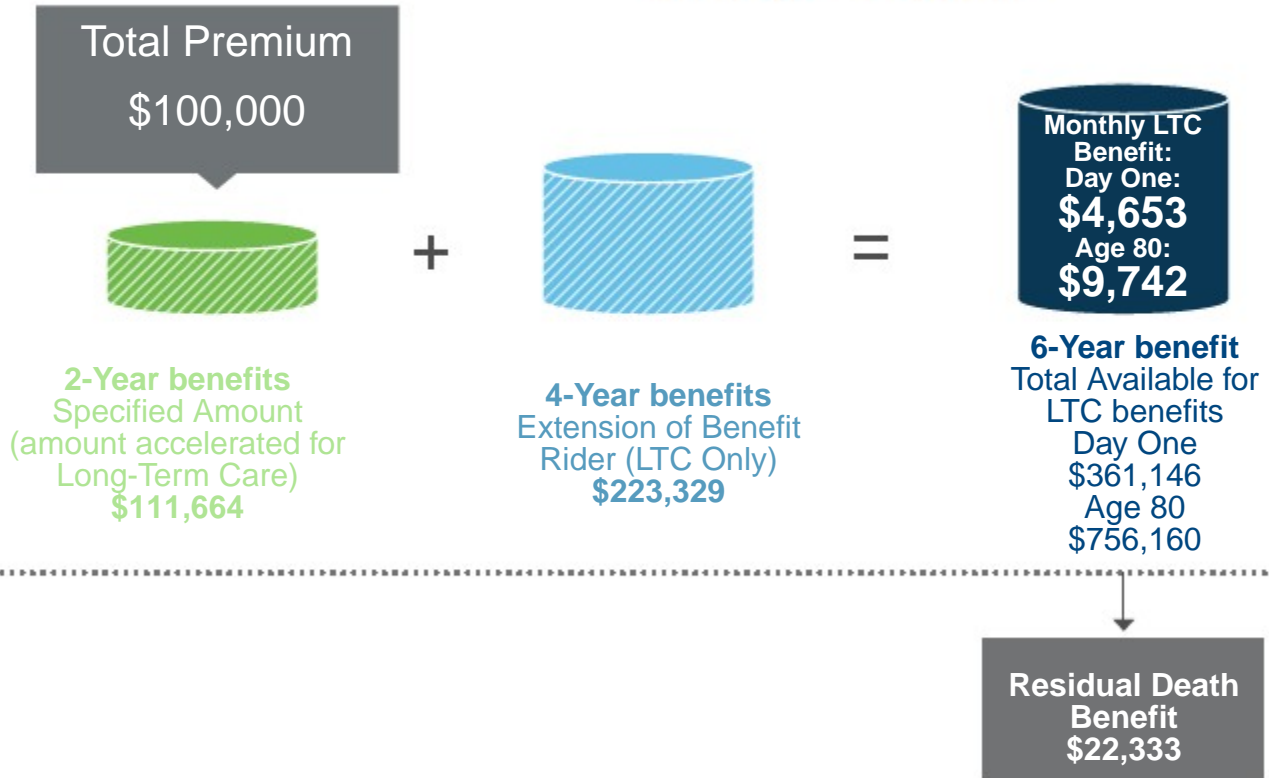 Total Premium
$100,000
+
=
Monthly LTC
Benefit:
Day One:
$4,653
Age 80:
$9,742
2-Year benefits
Specified Amount
(amount accelerated for
Long-Term Care)
$111,664
4-Year benefits
Extension of Benefit
Rider (LTC Only)
$223,329
6-Year benefit
Total Available for
LTC benefits
Day One
$361,146
Age 80
$756,160
Residual Death
Benefit
$22,333